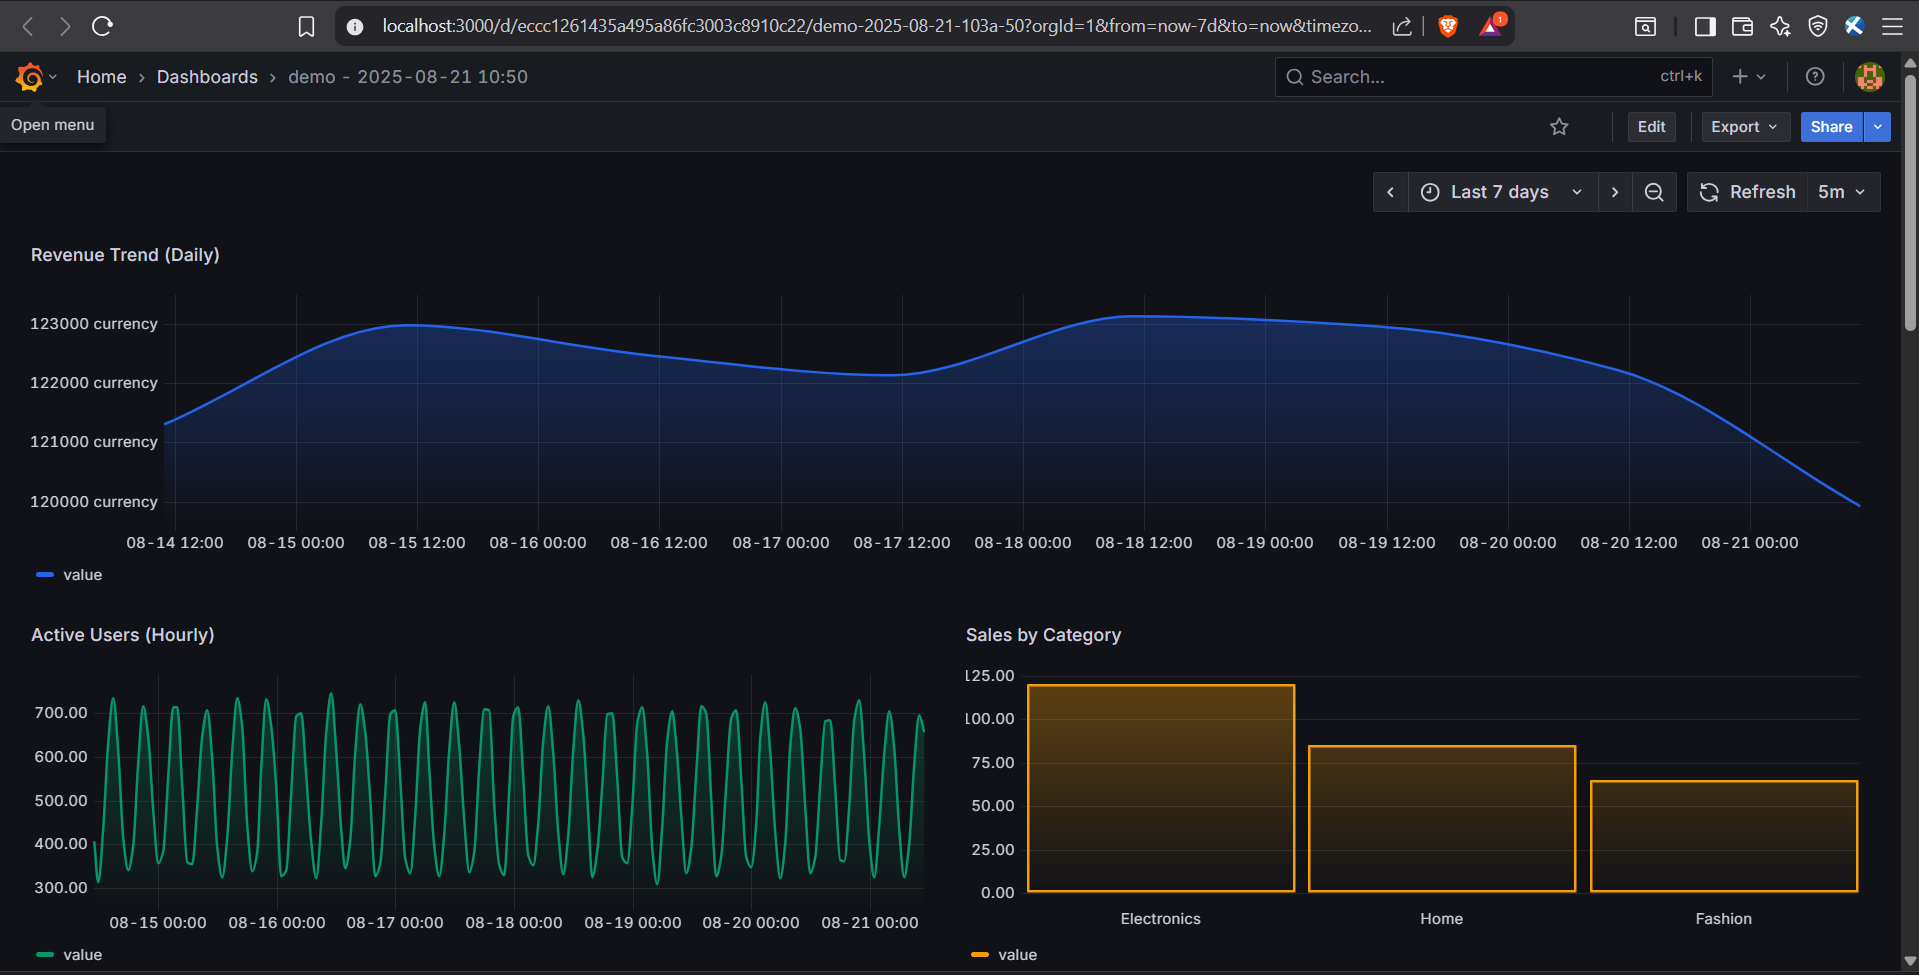 localhost:3000/d/eccc1261435a495a86fc3003c8910c22/demo-2025-08-21-103a-50?orgId=1&from=now-7d&to=now&timezo...
1
Home › Dashboards › demo - 2025-08-21 10:50
Search...
ctrl+k
Open menu
Edit
Export
Share
Last 7 days
Refresh
5m
Revenue Trend (Daily)
123000 currency
122000 currency
121000 currency
120000 currency
08-14 12:00 08-15 00:00 08-15 12:00 08-16 00:00 08-16 12:00 08-17 00:00 08-17 12:00 08-18 00:00 08-18 12:00 08-19 00:00 08-19 12:00 08-20 00:00 08-20 12:00 08-21 00:00
value
Active Users (Hourly)
700.00
600.00
500.00
400.00
300.00
08-15 00:00 08-16 00:00 08-17 00:00 08-18 00:00 08-19 00:00 08-20 00:00 08-21 00:00
value
Sales by Category
125.00
100.00
75.00
50.00
25.00
0.00
Electronics Home Fashion
value